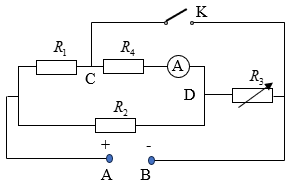 K
R₁ R₄ A
C
D R₃
R₂
+ -
A B